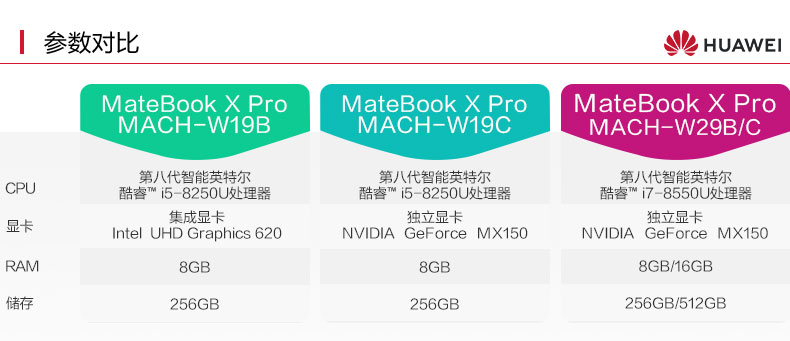 参数对比
HUAWEI
MateBook X Pro
MACH-W19B
MateBook X Pro
MACH-W19C
MateBook X Pro
MACH-W29B/C
CPU
第八代智能英特尔
酷睿™ i5-8250U处理器
第八代智能英特尔
酷睿™ i5-8250U处理器
第八代智能英特尔
酷睿™ i7-8550U处理器
显卡
集成显卡
Intel UHD Graphics 620
独立显卡
NVIDIA GeForce MX150
独立显卡
NVIDIA GeForce MX150
RAM
8GB
8GB
8GB/16GB
储存
256GB
256GB
256GB/512GB